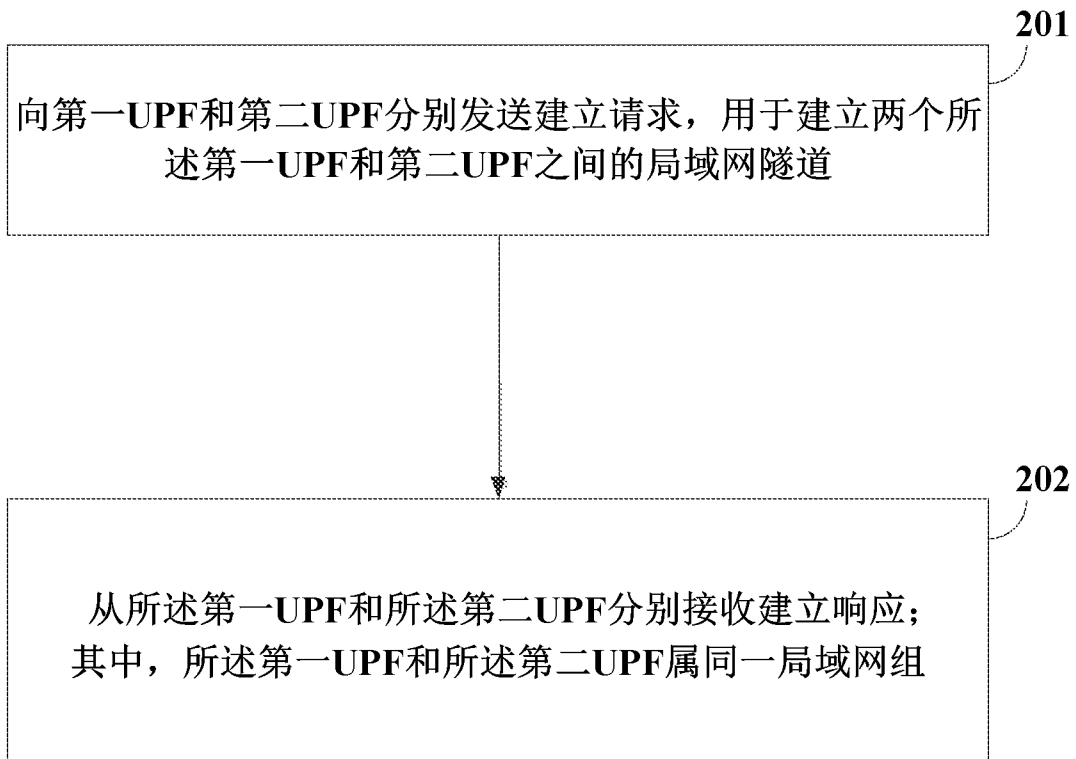 201
向第一UPF和第二UPF分别发送建立请求，用于建立两个所
述第一UPF和第二UPF之间的局域网隧道
202
从所述第一UPF和所述第二UPF分别接收建立响应；
其中，所述第一UPF和所述第二UPF属同一局域网组